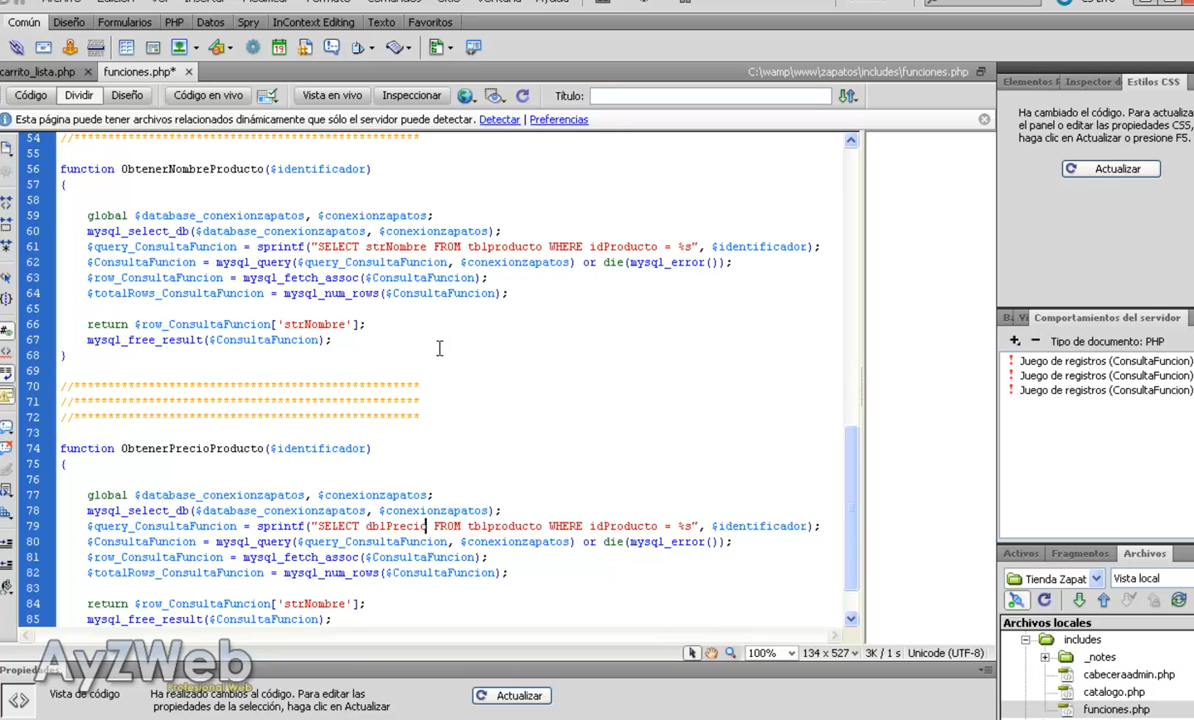 Común Diseño Formularios PHP Datos Spry InContext Editing Texto Favoritos
carrito_lista.php funciones.php* C:\wamp\www\zapatos\includes\funciones.php
Código Dividir Diseño Código en vivo Vista en vivo Inspeccionar Título:
Esta página puede tener archivos relacionados dinámicamente que sólo el servidor puede detectar. Detectar Preferencias
54 //***************************************************
55
56 function ObtenerNombreProducto($identificador)
57 {
58
59 global $database_conexionzapatos, $conexionzapatos;
60 mysql_select_db($database_conexionzapatos, $conexionzapatos);
61 $query_ConsultaFuncion = sprintf("SELECT strNombre FROM tblproducto WHERE idProducto = %s", $identificador);
62 $ConsultaFuncion = mysql_query($query_ConsultaFuncion, $conexionzapatos) or die(mysql_error());
63 $row_ConsultaFuncion = mysql_fetch_assoc($ConsultaFuncion);
64 $totalRows_ConsultaFuncion = mysql_num_rows($ConsultaFuncion);
65
66 return $row_ConsultaFuncion['strNombre'];
67 mysql_free_result($ConsultaFuncion);
68 }
69
70 //***************************************************
71 //***************************************************
72 //***************************************************
73
74 function ObtenerPrecioProducto($identificador)
75 {
76
77 global $database_conexionzapatos, $conexionzapatos;
78 mysql_select_db($database_conexionzapatos, $conexionzapatos);
79 $query_ConsultaFuncion = sprintf("SELECT dblPrecio FROM tblproducto WHERE idProducto = %s", $identificador);
80 $ConsultaFuncion = mysql_query($query_ConsultaFuncion, $conexionzapatos) or die(mysql_error());
81 $row_ConsultaFuncion = mysql_fetch_assoc($ConsultaFuncion);
82 $totalRows_ConsultaFuncion = mysql_num_rows($ConsultaFuncion);
83
84 return $row_ConsultaFuncion['strNombre'];
85 mysql_free_result($ConsultaFuncion);
100% 134 x 527 3K / 1 s Unicode (UTF-8)
AyZWeb
Profesional Web
Vista de código
Ha realizado cambios al código. Para editar las
propiedades de la selección, haga clic en Actualizar
Actualizar
Inspector Estilos CSS
Ha cambiado el código. Para actualiza
el panel o editar las propiedades CSS,
haga clic en Actualizar o presione F5.
Actualizar
Comportamientos del servidor
Tipo de documento: PHP
Juego de registros (ConsultaFuncion)
Juego de registros (ConsultaFuncion)
Juego de registros (ConsultaFuncion)
Activos Fragmentos Archivos
Tienda Zapat Vista local
Archivos locales
includes
_notes
cabeceraadmin.php
catalogo.php
funciones.php